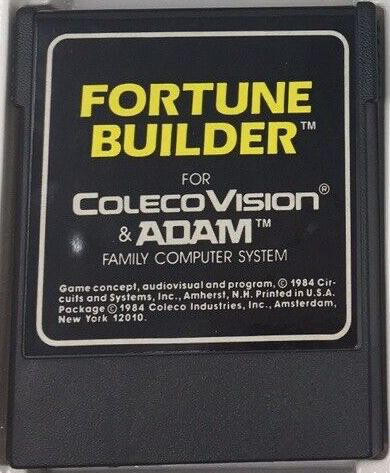 FORTUNE
BUILDER™
FOR
COLECOVISION®
& ADAM™
FAMILY COMPUTER SYSTEM
Game concept, audiovisual and program, © 1984 Cir-
cuits and Systems, Inc., Amherst, N.H. Printed in U.S.A.
Package © 1984 Coleco Industries, Inc., Amsterdam,
New York 12010.